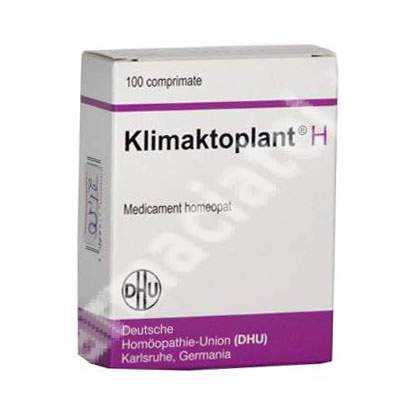 100 comprimate
Klimaktoplant® H
Medicament homeopat
DHU
Deutsche
Homöopathie-Union (DHU)
Karlsruhe, Germania